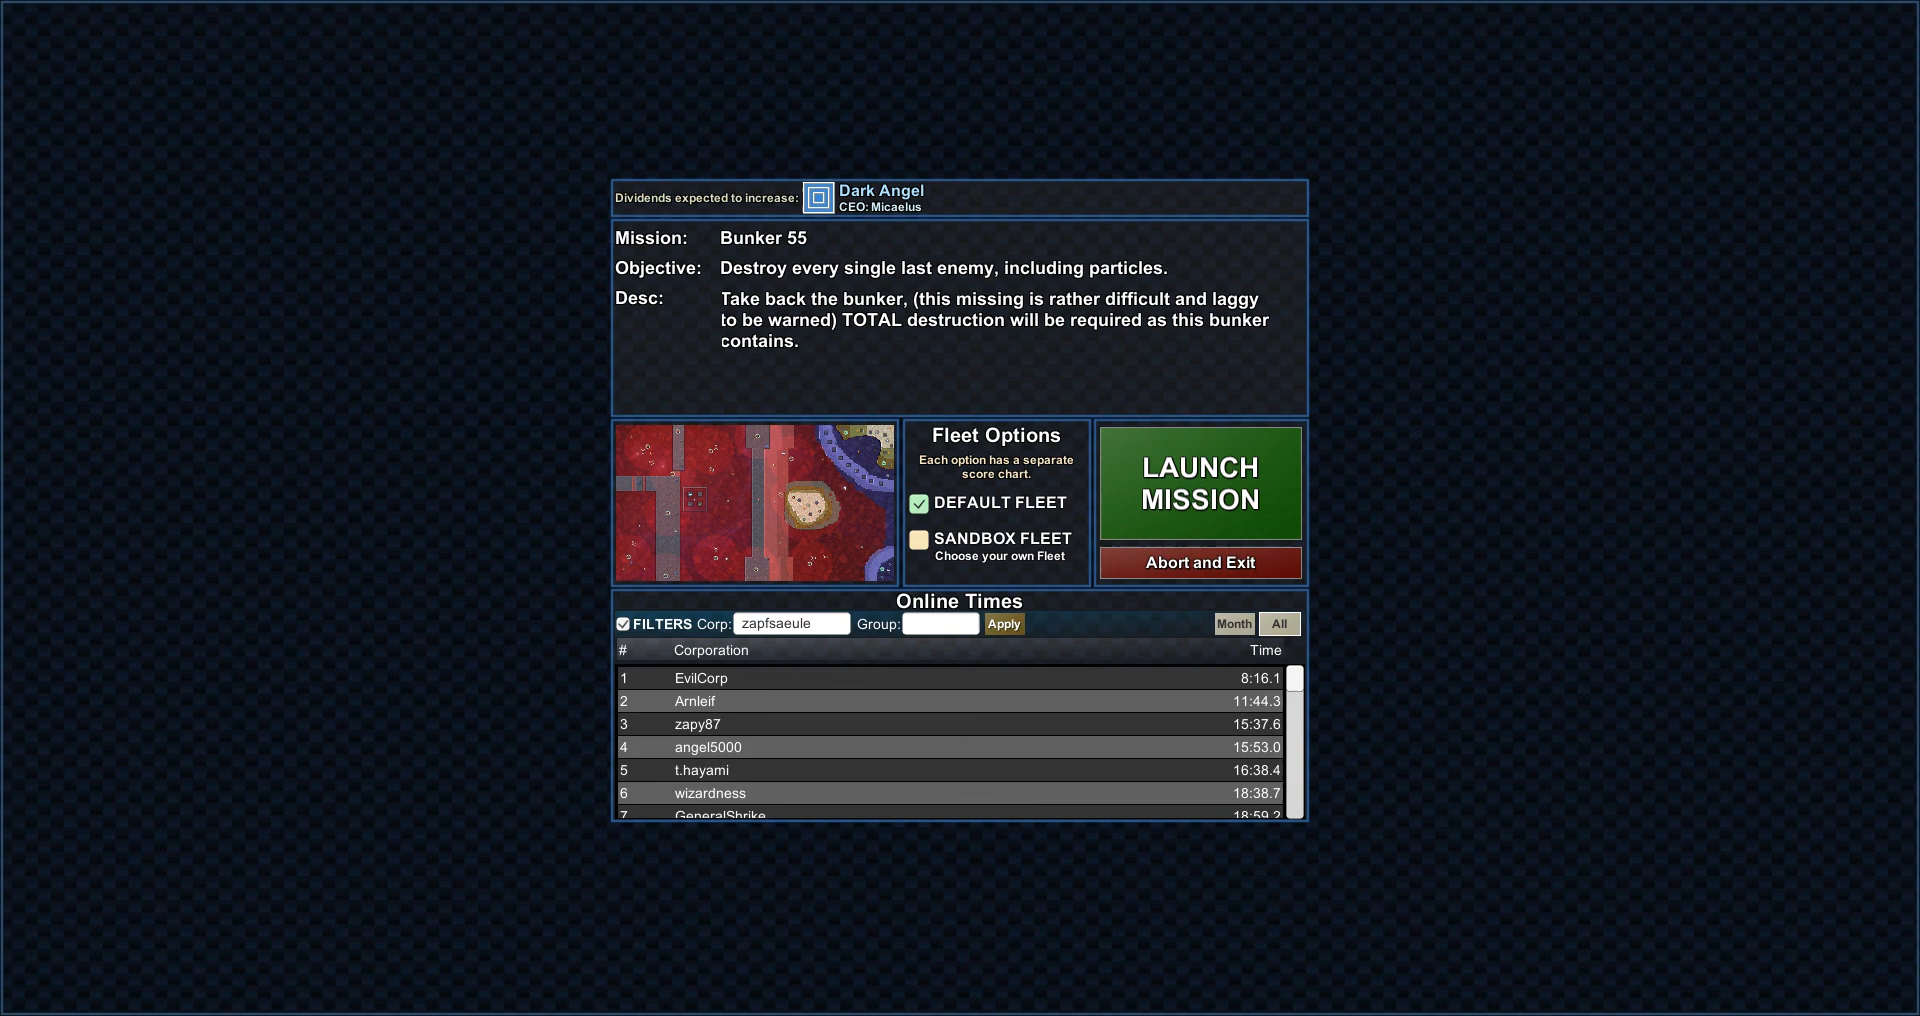 Dividends expected to increase:
Dark Angel
CEO: Micaelus
Mission: Bunker 55
Objective: Destroy every single last enemy, including particles.
Desc: Take back the bunker, (this missing is rather difficult and laggy
to be warned) TOTAL destruction will be required as this bunker
contains.
Fleet Options
Each option has a separate
score chart.
DEFAULT FLEET
SANDBOX FLEET
Choose your own Fleet
LAUNCH
MISSION
Abort and Exit
Online Times
FILTERS Corp: zapfsaeule Group: Apply Month All
# Corporation Time
1 EvilCorp 8:16.1
2 Arnleif 11:44.3
3 zapy87 15:37.6
4 angel5000 15:53.0
5 t.hayami 16:38.4
6 wizardness 18:38.7
7 GeneralShrike 18:59.2